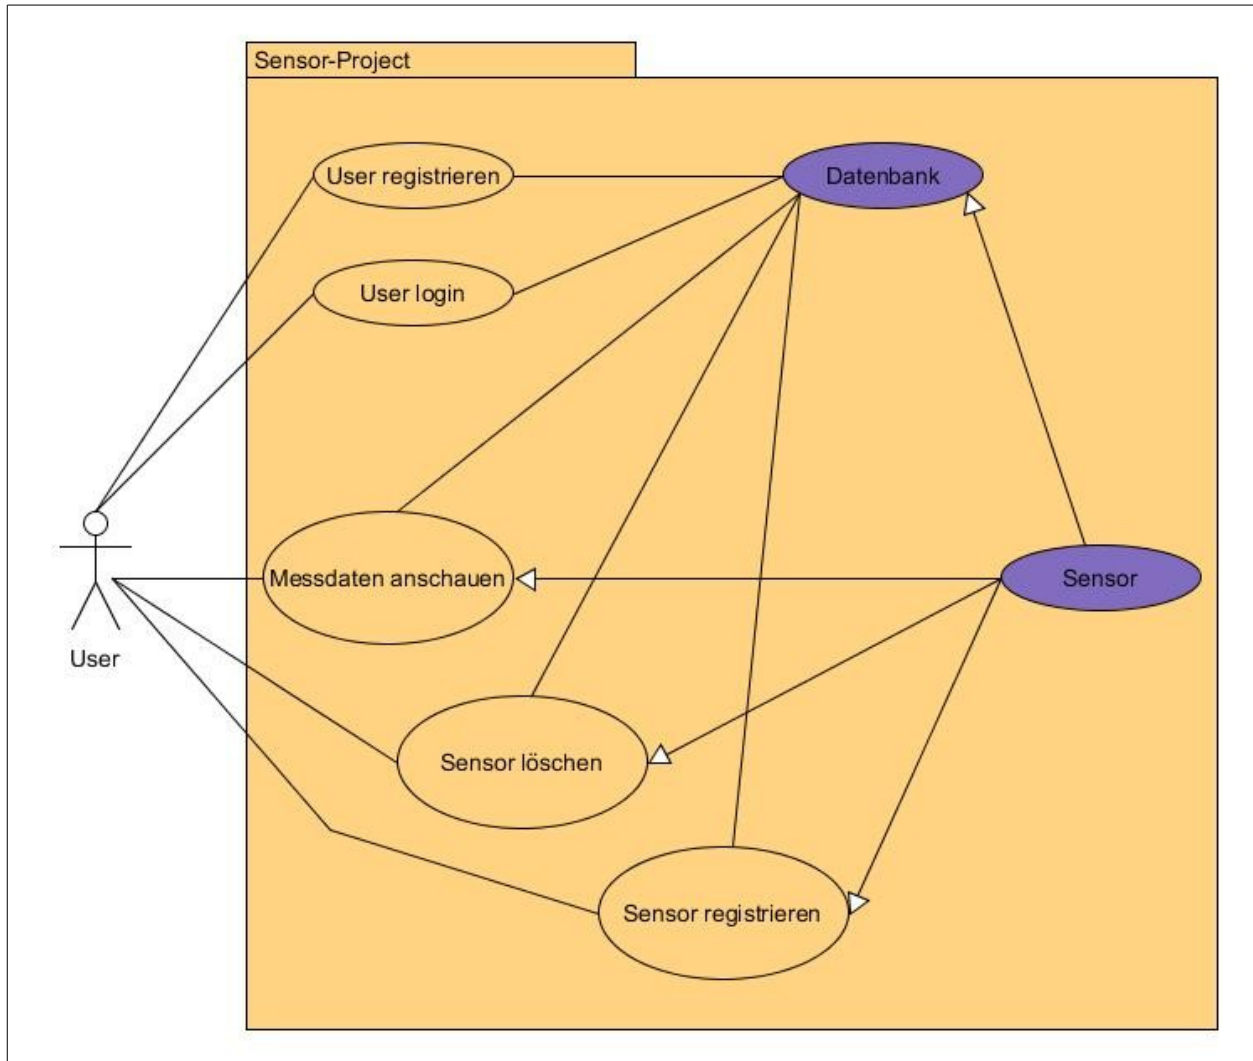 Sensor-Project
User registrieren
Datenbank
User login
Messdaten anschauen
Sensor
User
Sensor löschen
Sensor registrieren